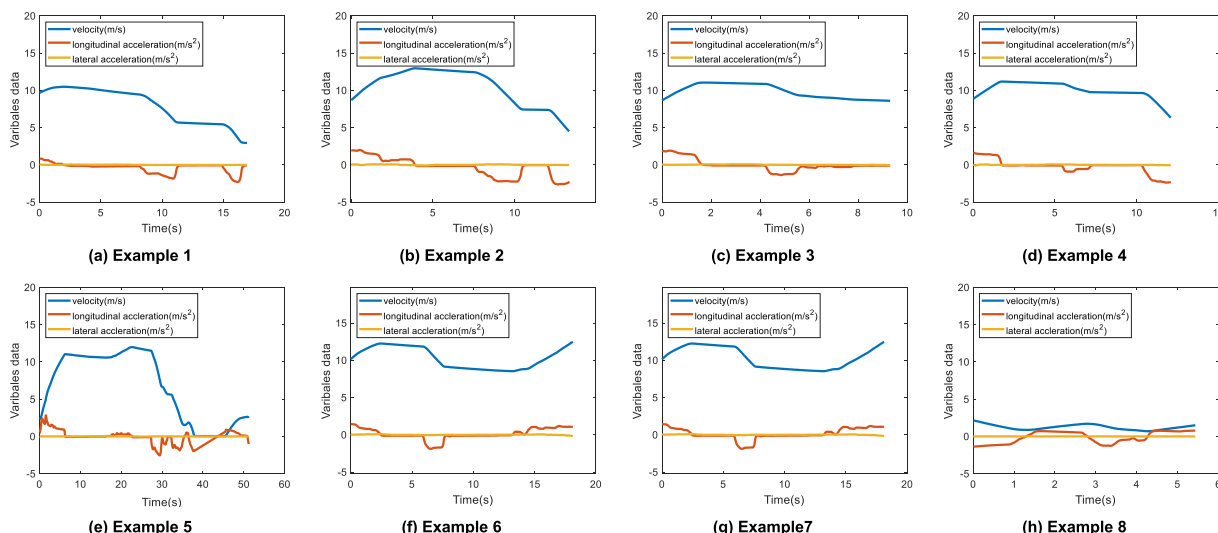 velocity(m/s)
longitudinal acceleration(m/s²)
lateral accleration(m/s²)
Varibales data
20
15
10
5
0
-5
0 5 10 15 20
Time(s)
(a) Example 1
velocity(m/s)
longitudinal acceleration(m/s²)
lateral accleration(m/s²)
Varibales data
20
15
10
5
0
-5
0 5 10
Time(s)
(b) Example 2
velocity(m/s)
longitudinal acceleration(m/s²)
lateral accleration(m/s²)
Varibales data
20
15
10
5
0
-5
0 2 4 6 8 10
Time(s)
(c) Example 3
velocity(m/s)
longitudinal acceleration(m/s²)
lateral accleration(m/s²)
Varibales data
20
15
10
5
0
-5
0 5 10
Time(s)
(d) Example 4
velocity(m/s)
longitudinal accleration(m/s²)
lateral accleration(m/s²)
Varibales data
20
15
10
5
0
-5
0 10 20 30 40 50 60
Time(s)
(e) Example 5
velocity(m/s)
longitudinal accleration(m/s²)
lateral accleration(m/s²)
Varibales data
15
10
5
0
-5
0 5 10 15 20
Time(s)
(f) Example 6
velocity(m/s)
longitudinal accleration(m/s²)
lateral accleration(m/s²)
Varibales data
15
10
5
0
-5
0 5 10 15 20
Time(s)
(g) Example7
velocity(m/s)
longitudinal accleration(m/s²)
lateral accleration(m/s²)
Varibales data
20
15
10
5
0
-5
0 1 2 3 4 5 6
Time(s)
(h) Example 8